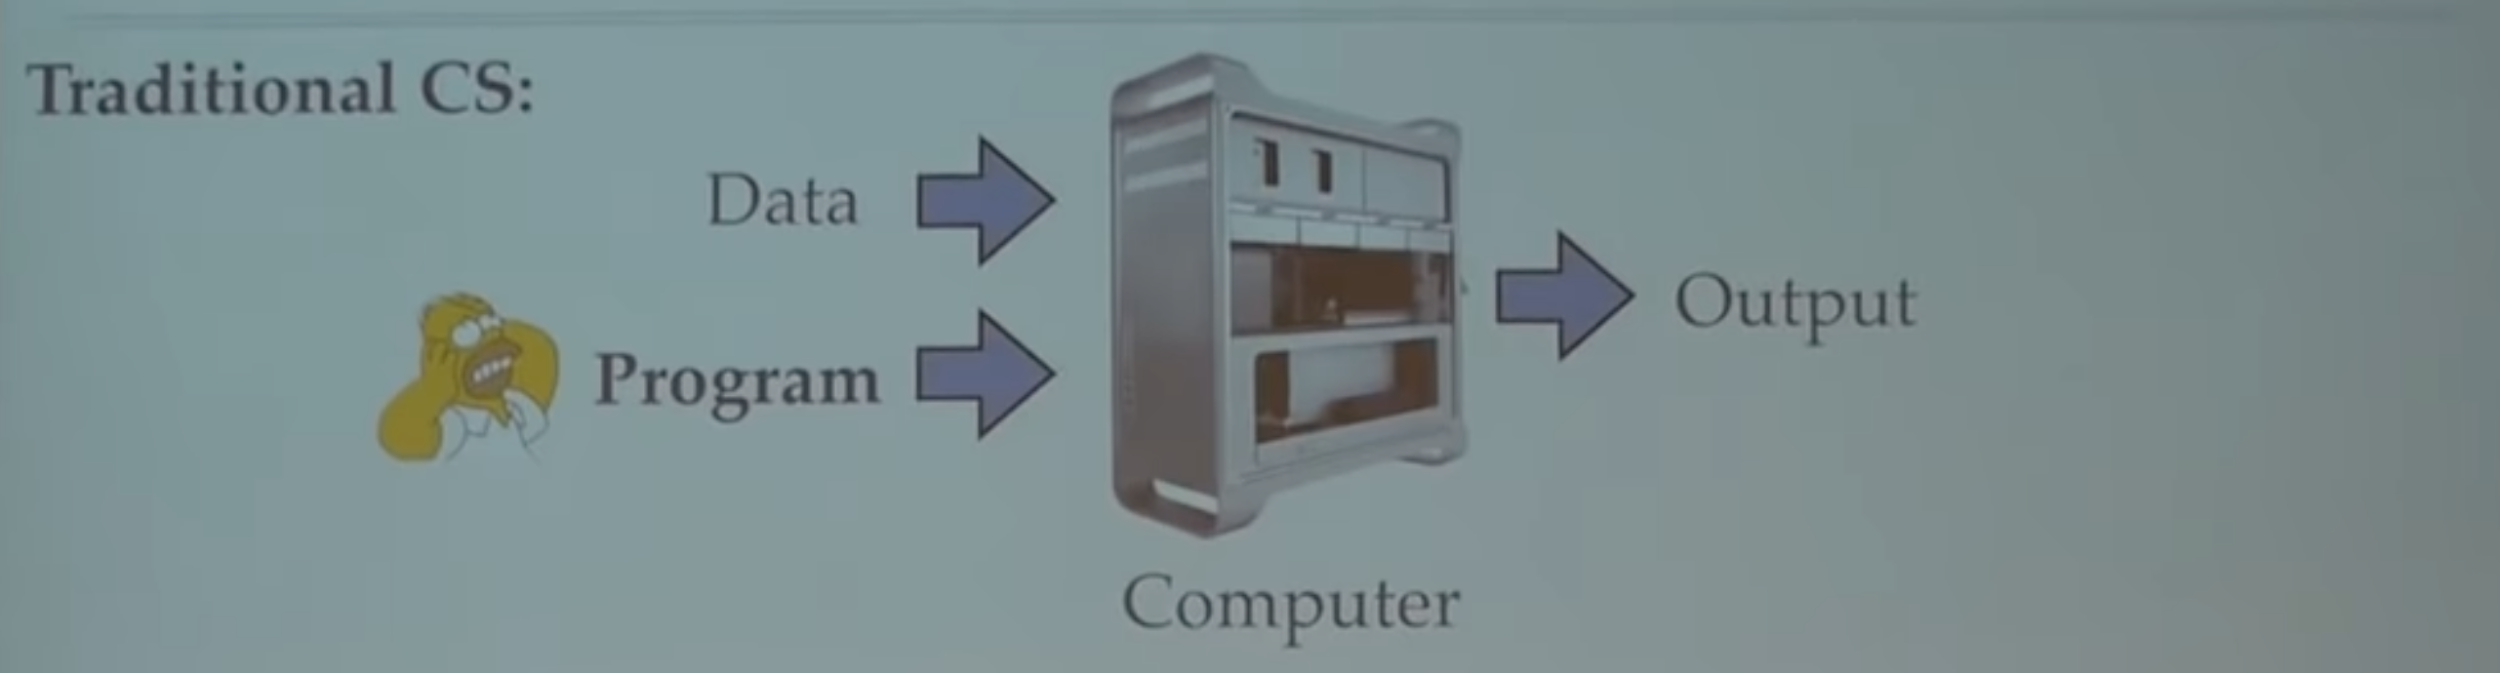 Traditional CS:
Data
Program
Output
Computer